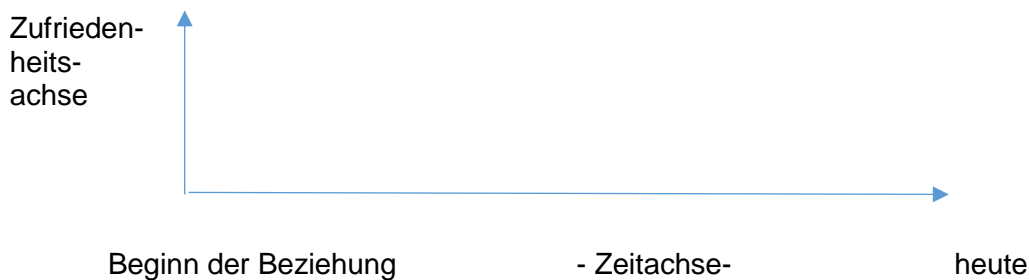 Zufrieden-
heits-
achse
Beginn der Beziehung - Zeitachse- heute